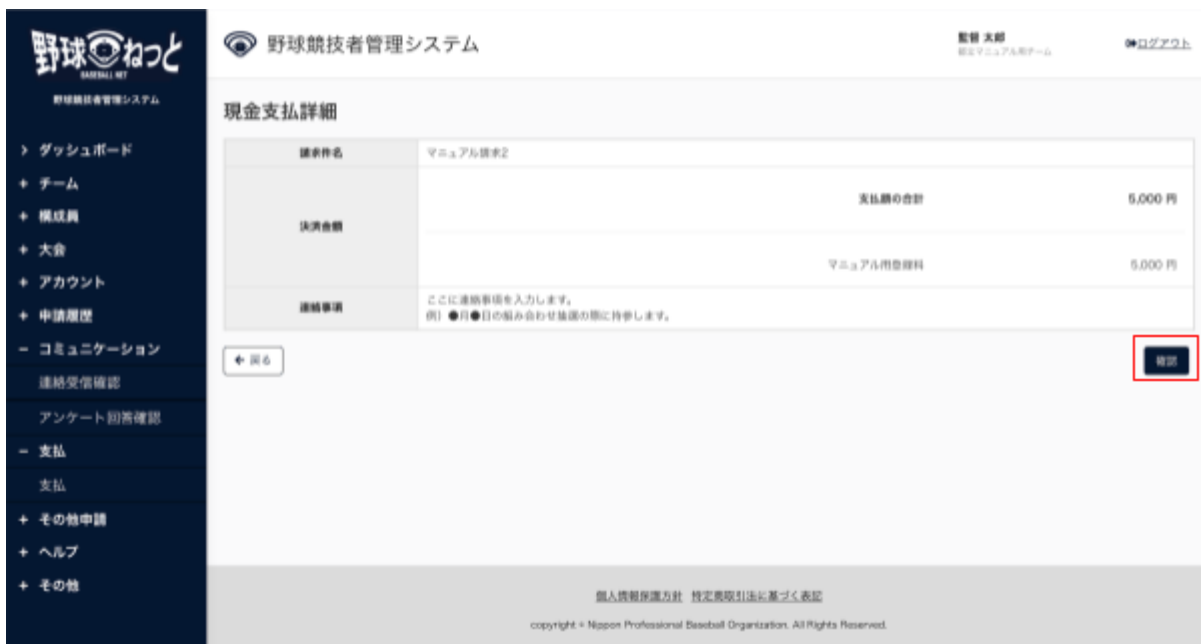 野球ねっと
BASEBALL NET
野球競技者管理システム
野球競技者管理システム
監督 太郎
ログアウト
> ダッシュボード
+ チーム
+ 構成員
+ 大会
+ アカウント
+ 申請履歴
- コミュニケーション
連絡受信確認
アンケート回答確認
- 支払
支払
+ その他申請
+ ヘルプ
+ その他
現金支払詳細
請求件名 マニュアル請求2
決済金額
支払額の合計 5,000 円
マニュアル用登録料 5,000 円
連絡事項
ここに連絡事項を入力します。
例）●月●日の組み合わせ抽選の際に持参します。
← 戻る
確認
個人情報保護方針 特定商取引法に基づく表記
copyright © Nippon Professional Baseball Organization. All Rights Reserved.